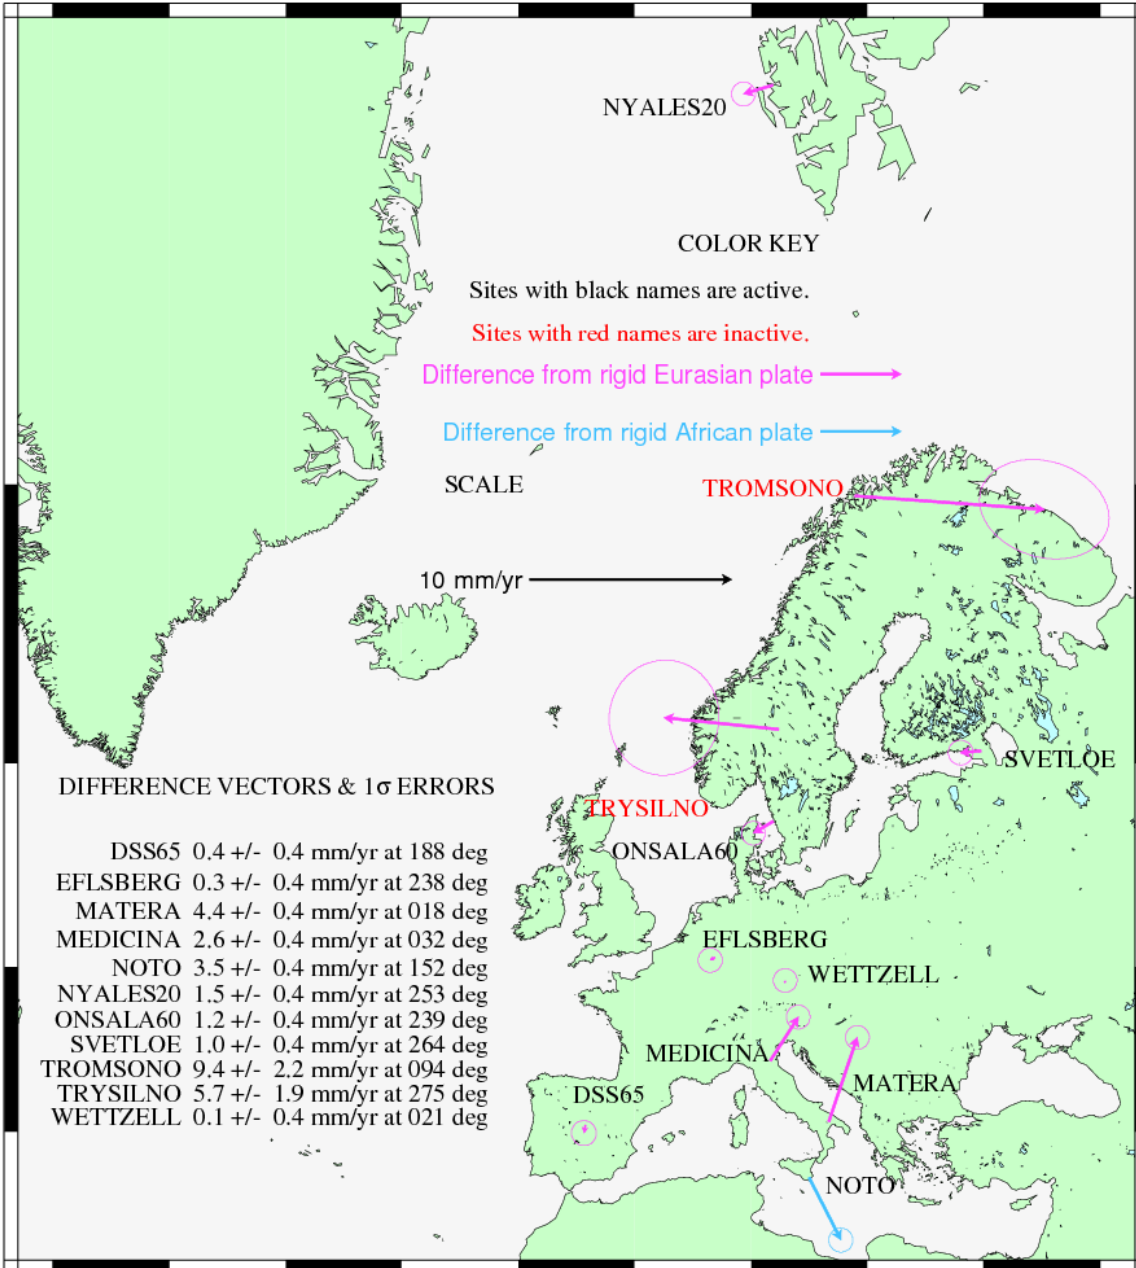 NYALES20
COLOR KEY
Sites with black names are active.
Sites with red names are inactive.
Difference from rigid Eurasian plate
Difference from rigid African plate
SCALE
TROMSONO
10 mm/yr
SVETLOE
DIFFERENCE VECTORS & 1σ ERRORS
TRYSILNO
ONSALA60
DSS65 0.4 +/- 0.4 mm/yr at 188 deg
EFLSBERG 0.3 +/- 0.4 mm/yr at 238 deg
MATERA 4.4 +/- 0.4 mm/yr at 018 deg
MEDICINA 2.6 +/- 0.4 mm/yr at 032 deg
NOTO 3.5 +/- 0.4 mm/yr at 152 deg
NYALES20 1.5 +/- 0.4 mm/yr at 253 deg
ONSALA60 1.2 +/- 0.4 mm/yr at 239 deg
SVETLOE 1.0 +/- 0.4 mm/yr at 264 deg
TROMSONO 9.4 +/- 2.2 mm/yr at 094 deg
TRYSILNO 5.7 +/- 1.9 mm/yr at 275 deg
WETTZELL 0.1 +/- 0.4 mm/yr at 021 deg
EFLSBERG
WETTZELL
MEDICINA
MATERA
DSS65
NOTO